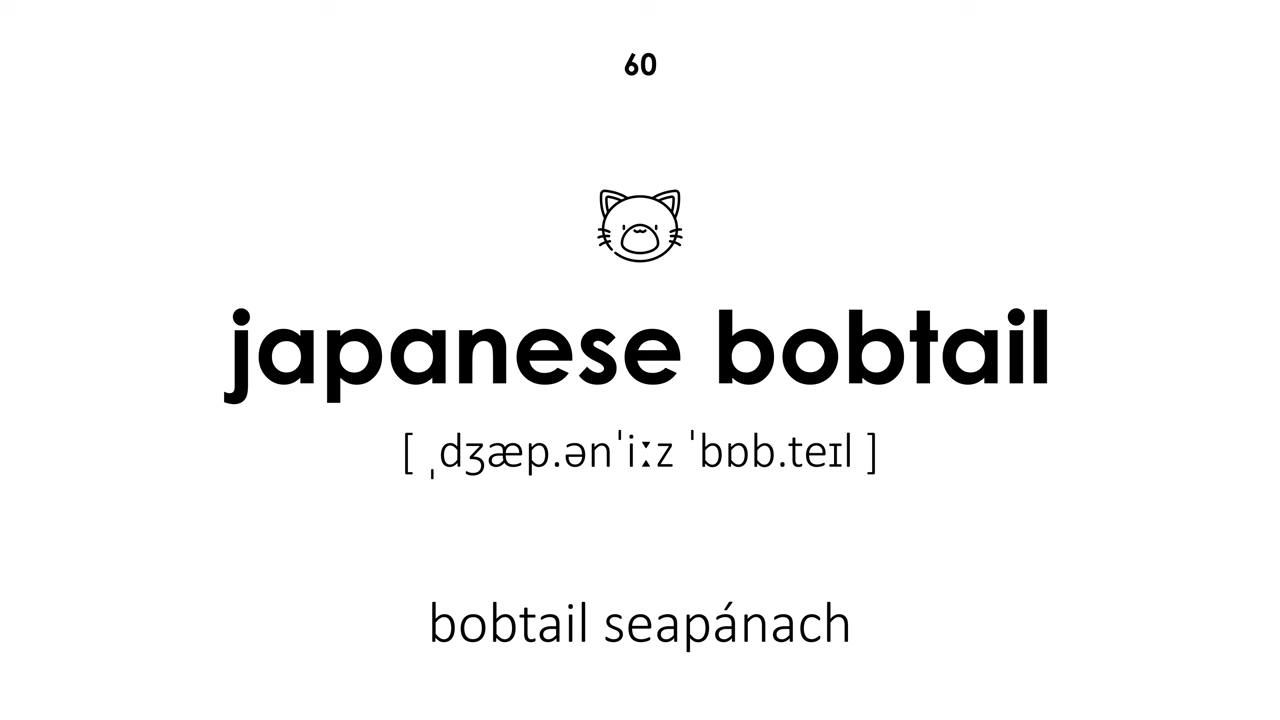 60
japanese bobtail
[ ˌdʒæp.ənˈiːz ˈbɒb.teɪl ]
bobtail seapánach